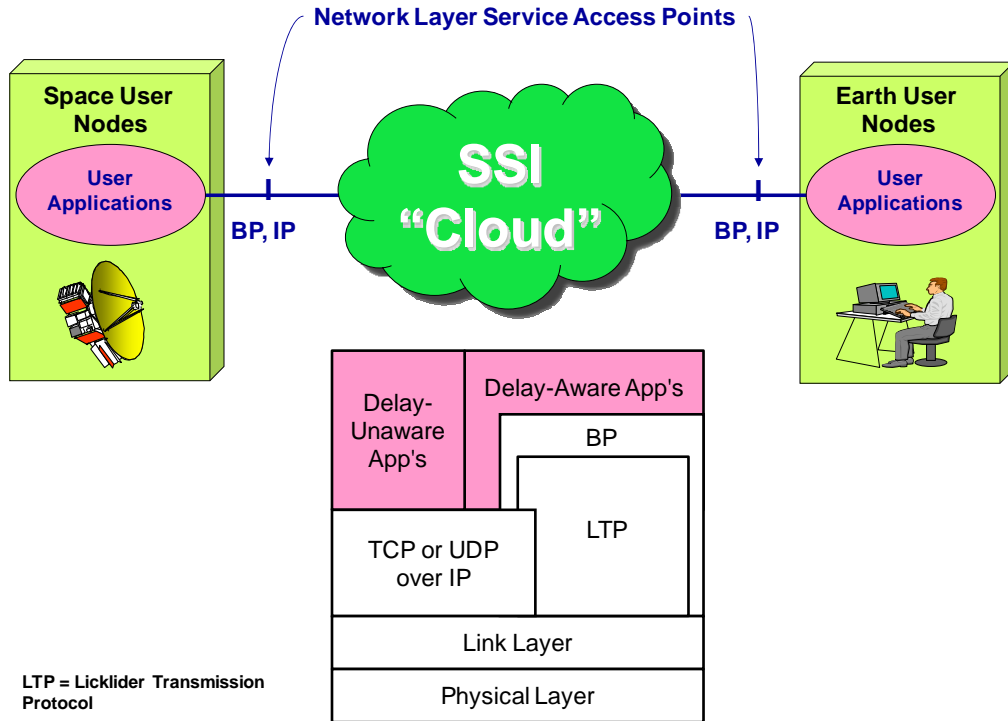 Network Layer Service Access Points
Space User
Nodes
User
Applications
BP, IP
SSI
“Cloud”
BP, IP
Earth User
Nodes
User
Applications
Delay-
Unaware
App's
Delay-Aware App's
BP
LTP
TCP or UDP
over IP
Link Layer
Physical Layer
LTP = Licklider Transmission
Protocol